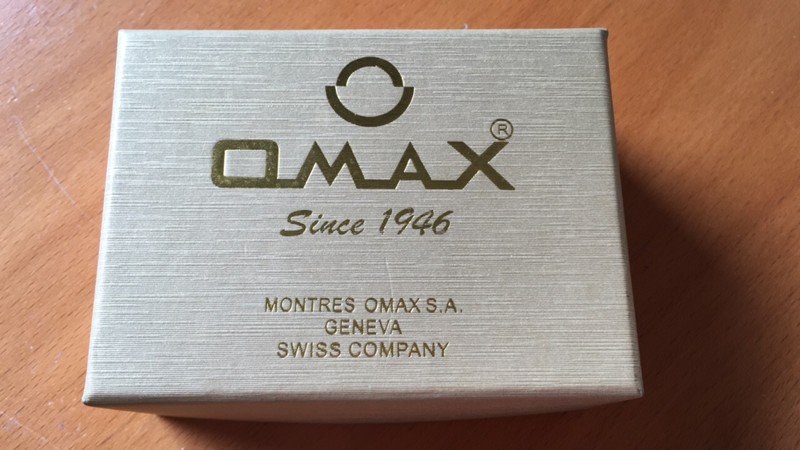 OMAX®
Since 1946
MONTRES OMAX S.A.
GENEVA
SWISS COMPANY